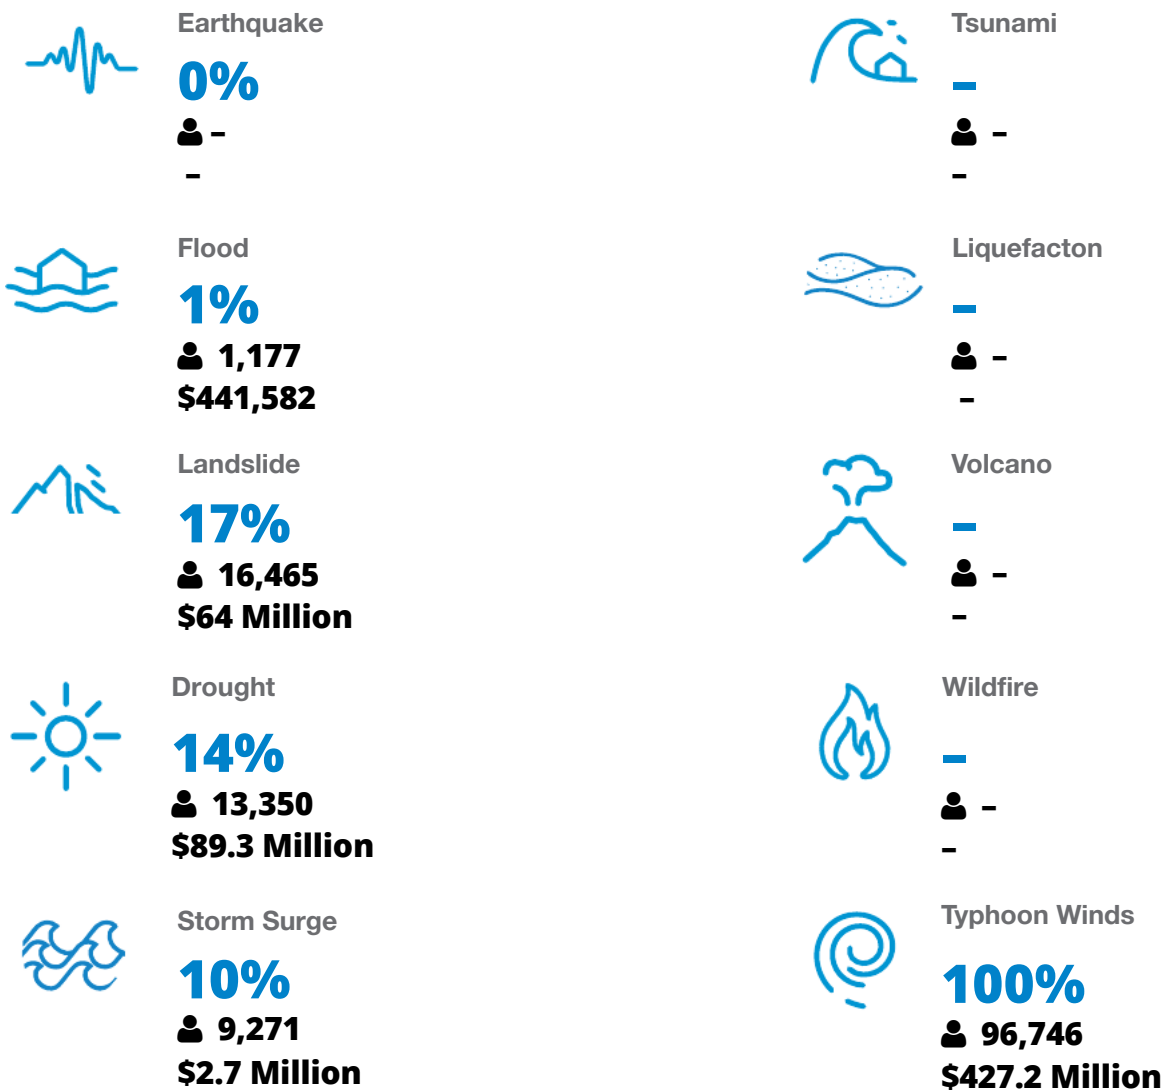 Earthquake
0%
–
–
Flood
1%
1,177
$441,582
Landslide
17%
16,465
$64 Million
Drought
14%
13,350
$89.3 Million
Storm Surge
10%
9,271
$2.7 Million
Tsunami
–
–
–
Liquefacton
–
–
–
Volcano
–
–
–
Wildfire
–
–
–
Typhoon Winds
100%
96,746
$427.2 Million